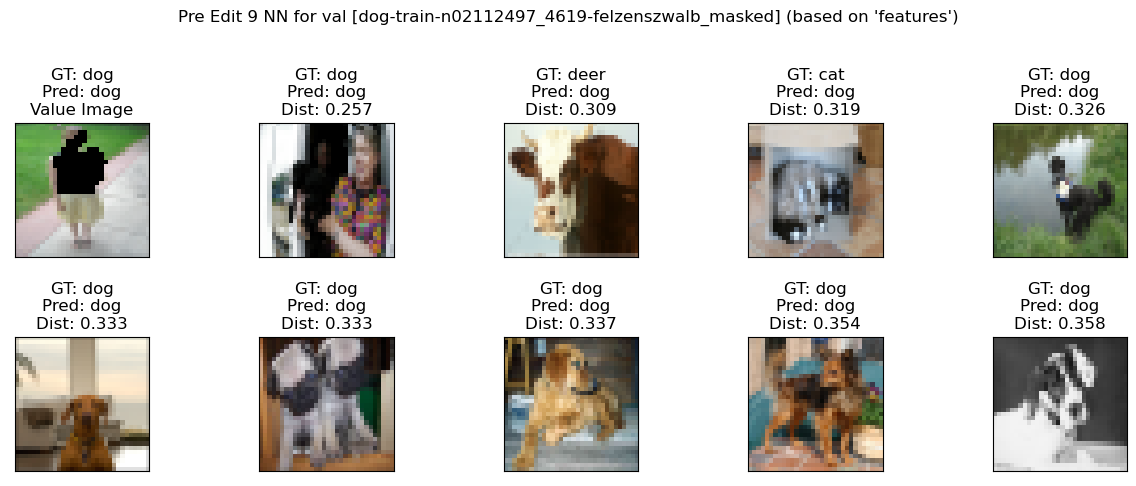 Pre Edit 9 NN for val [dog-train-n02112497_4619-felzenszwalb_masked] (based on 'features')
GT: dog
Pred: dog
Value Image
GT: dog
Pred: dog
Dist: 0.257
GT: deer
Pred: dog
Dist: 0.309
GT: cat
Pred: dog
Dist: 0.319
GT: dog
Pred: dog
Dist: 0.326
GT: dog
Pred: dog
Dist: 0.333
GT: dog
Pred: dog
Dist: 0.333
GT: dog
Pred: dog
Dist: 0.337
GT: dog
Pred: dog
Dist: 0.354
GT: dog
Pred: dog
Dist: 0.358